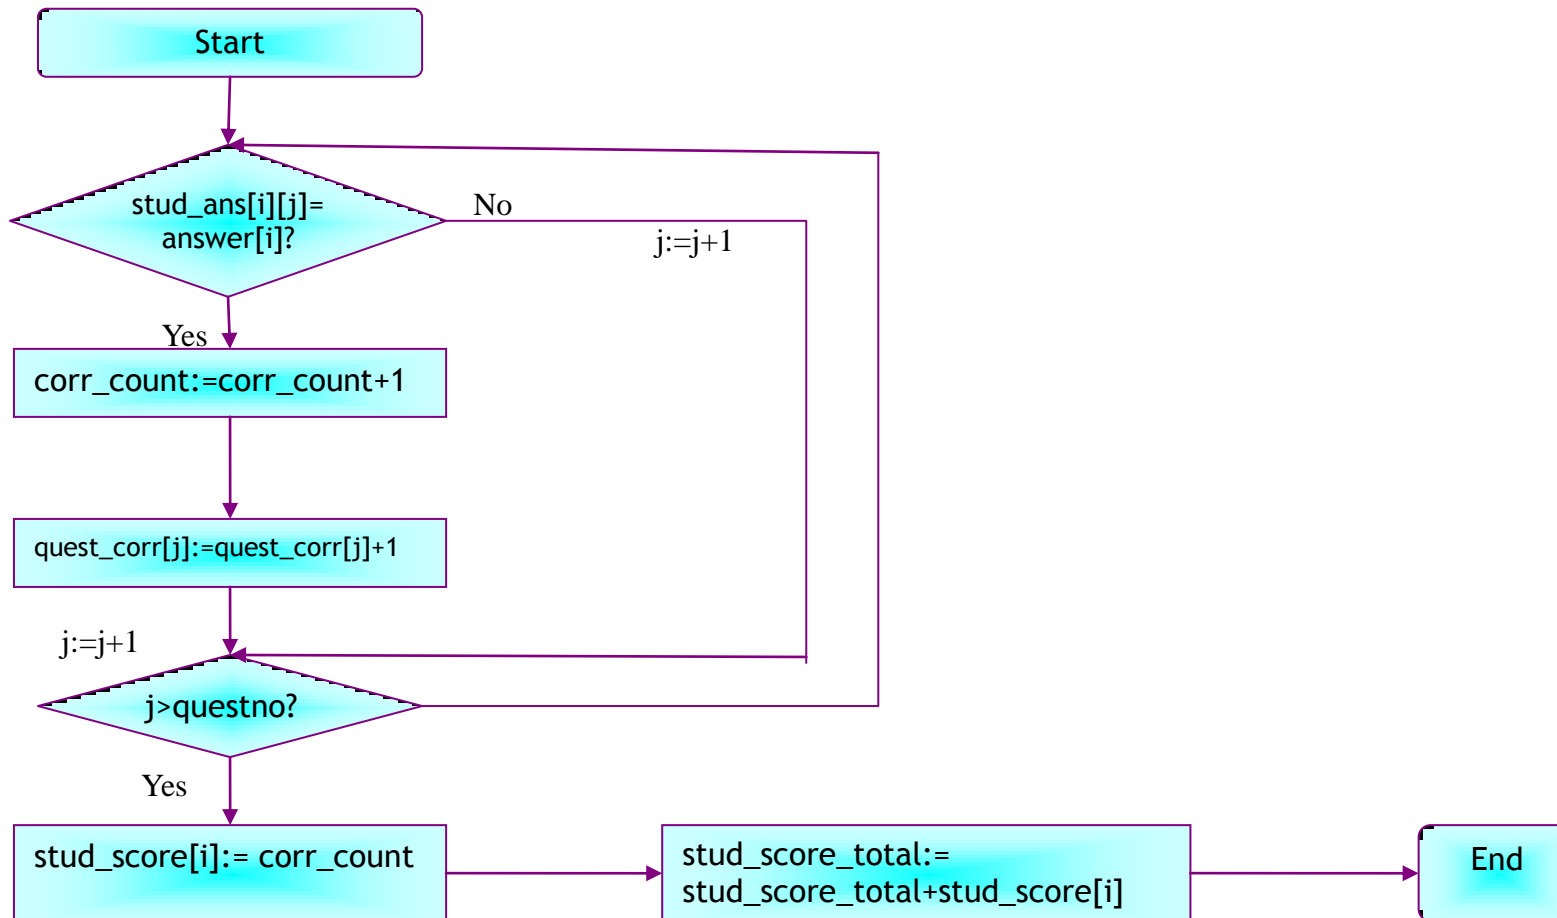 Start
stud_ans[i][j]=
answer[i]?
No
j:=j+1
Yes
corr_count:=corr_count+1
quest_corr[j]:=quest_corr[j]+1
j:=j+1
j>questno?
Yes
stud_score[i]:= corr_count
stud_score_total:=
stud_score_total+stud_score[i]
End